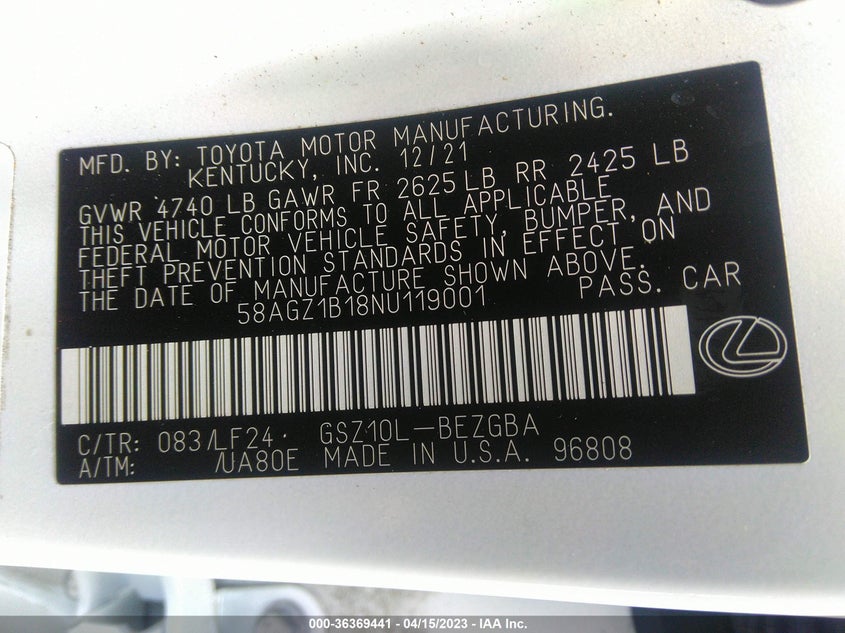 MFD. BY: TOYOTA MOTOR MANUFACTURING.
KENTUCKY, INC. 12/21
GVWR 4740 LB GAWR FR 2625 LB RR 2425 LB
THIS VEHICLE CONFORMS TO ALL APPLICABLE
FEDERAL MOTOR VEHICLE SAFETY, BUMPER, AND
THEFT PREVENTION STANDARDS IN EFFECT ON
THE DATE OF MANUFACTURE SHOWN ABOVE.
58AGZ1B18NU119001 PASS. CAR
C/TR: 083/LF24 GSZ10L-BEZGBA
A/TM: /UA80E MADE IN U.S.A. 96808
000-36369441 - 04/15/2023 - IAA Inc.